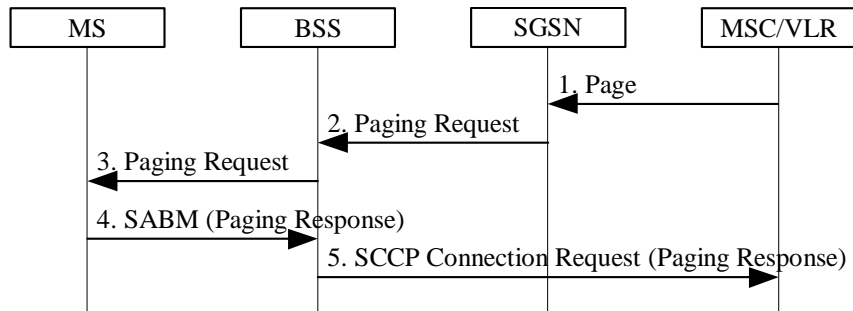 MS
BSS
SGSN
MSC/VLR
1. Page
2. Paging Request
3. Paging Request
4. SABM (Paging Response)
5. SCCP Connection Request (Paging Response)